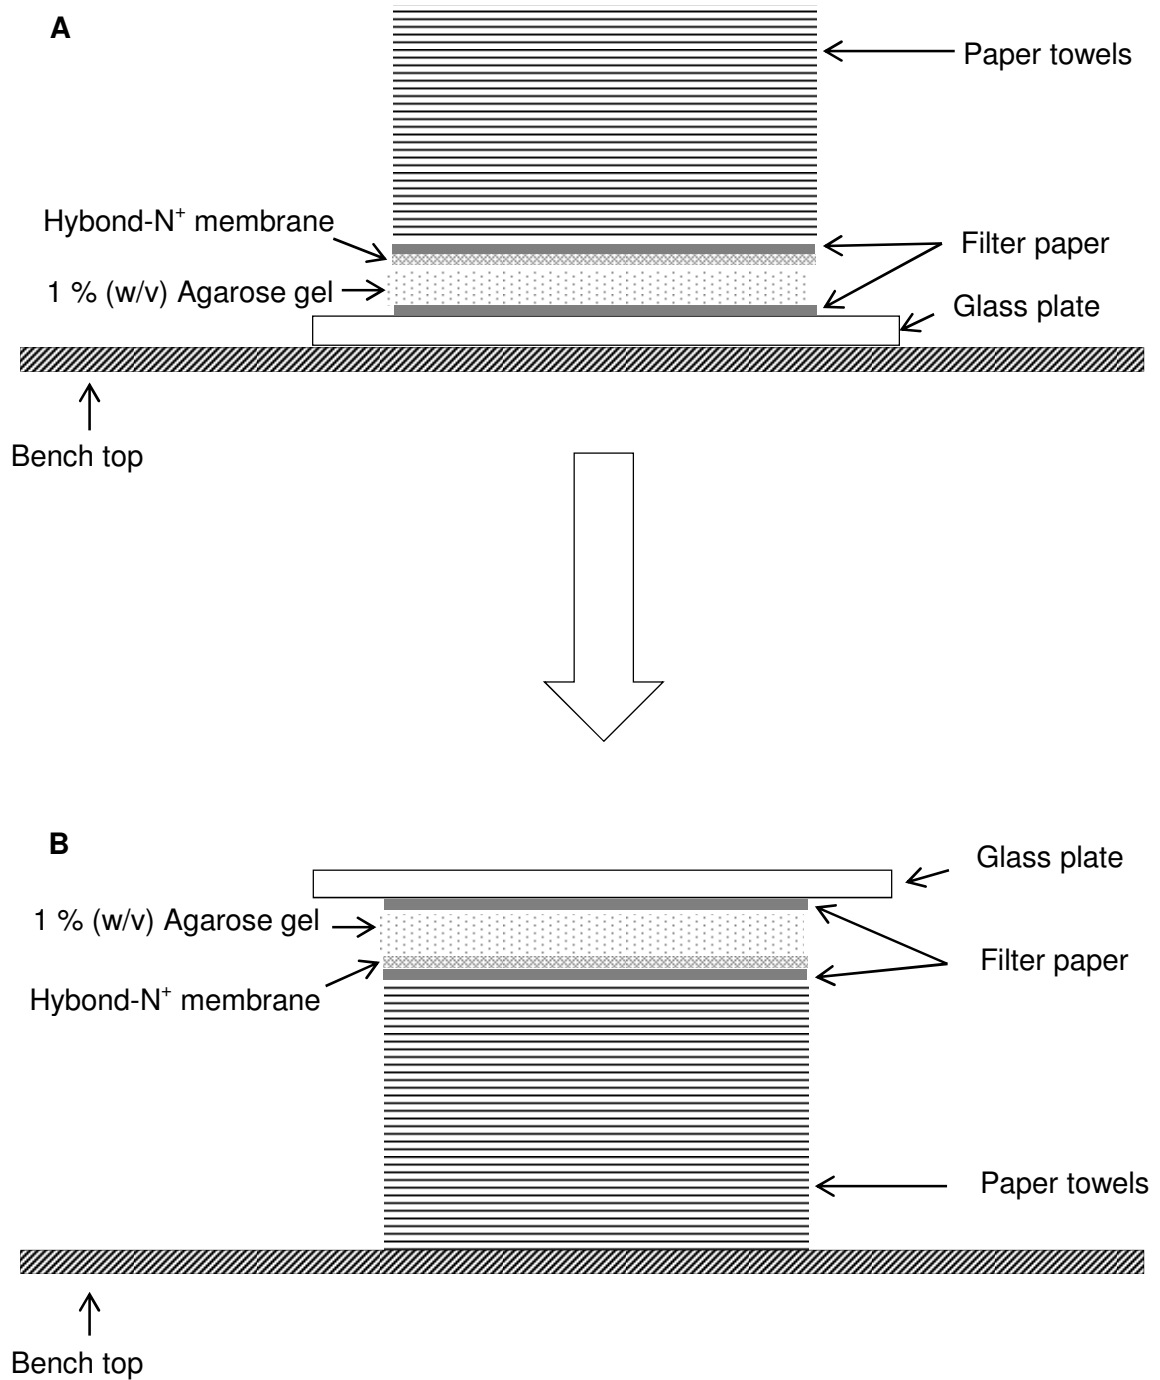 A
Paper towels
Hybond-N⁺ membrane
Filter paper
1 % (w/v) Agarose gel
Glass plate
Bench top
B
Glass plate
1 % (w/v) Agarose gel
Filter paper
Hybond-N⁺ membrane
Paper towels
Bench top